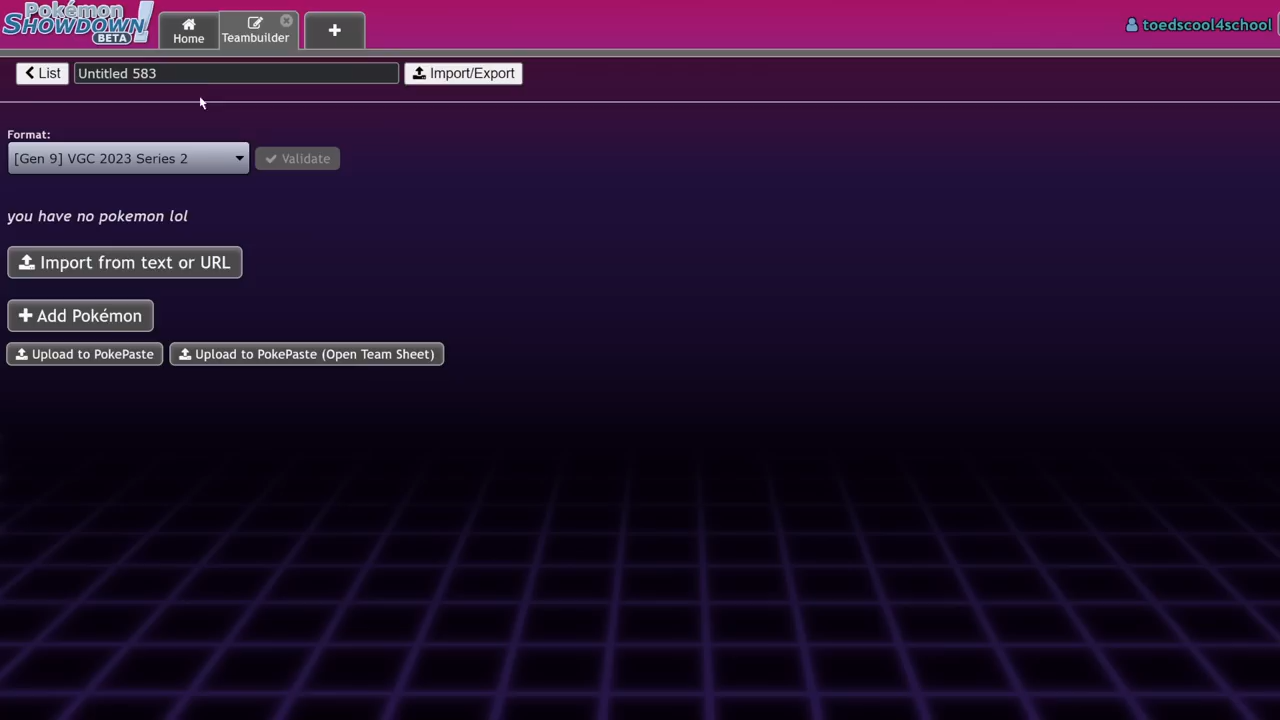 Pokémon
SHOWDOWN!
BETA
Home
Teambuilder
toedscool4school
List
Untitled 583
Import/Export
Format:
[Gen 9] VGC 2023 Series 2
Validate
you have no pokemon lol
Import from text or URL
Add Pokémon
Upload to PokePaste
Upload to PokePaste (Open Team Sheet)